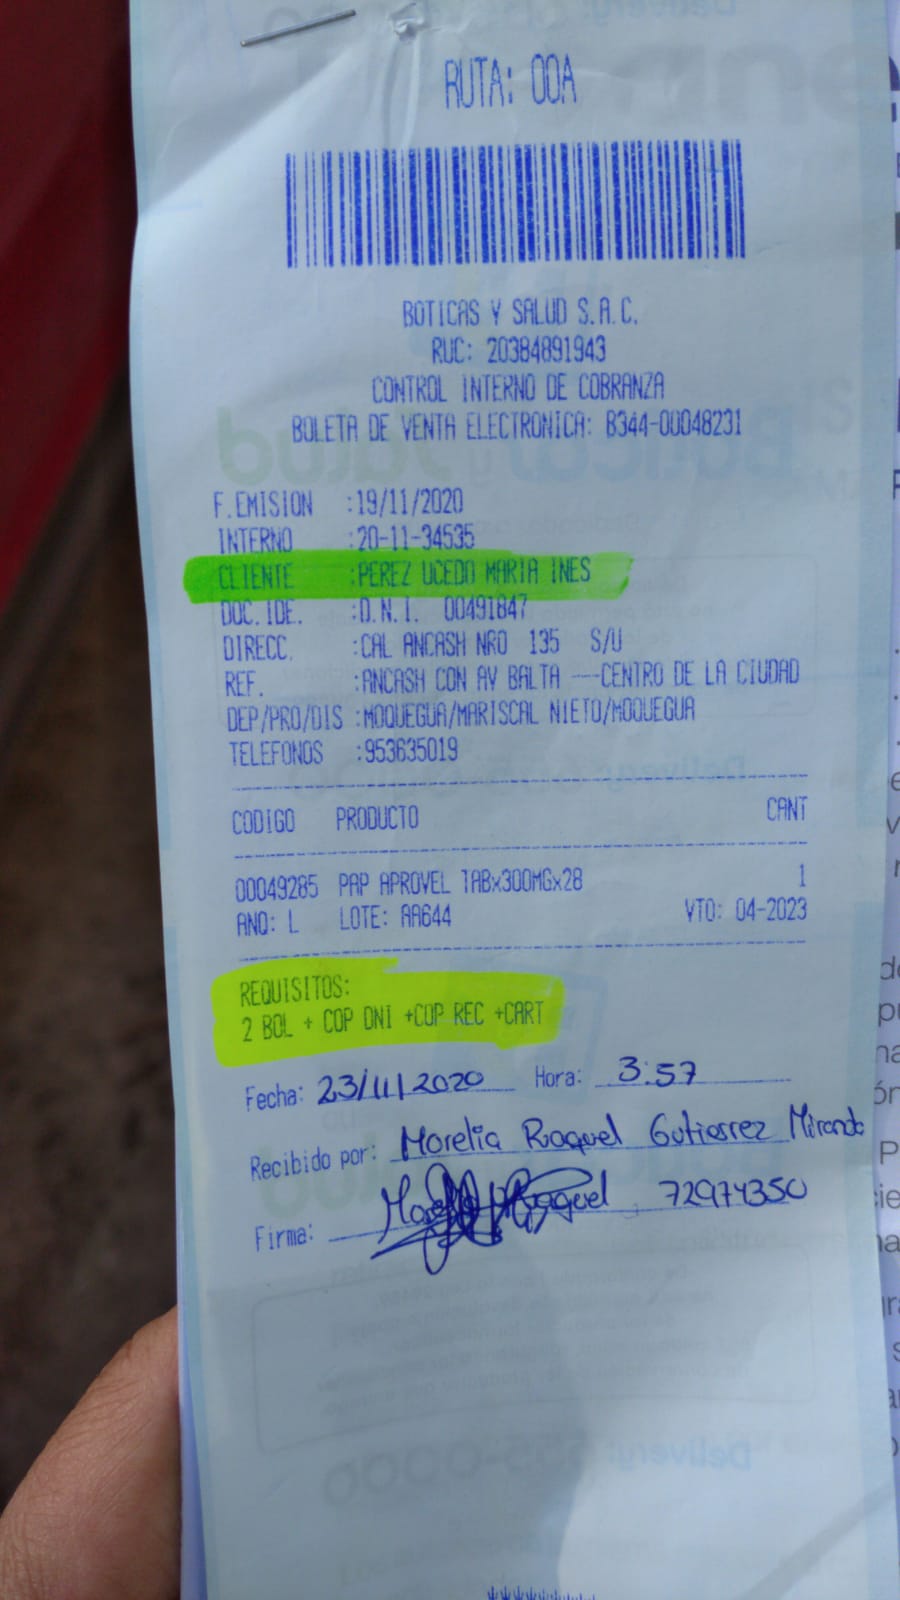 RUTA: 00A
BOTICAS Y SALUD S.A.C.
RUC: 20384891943
CONTROL INTERNO DE COBRANZA
BOLETA DE VENTA ELECTRONICA: B344-00048231
F.EMISION :19/11/2020
INTERNO :20-11-34535
CLIENTE :PEREZ UCEDO MARIA INES
DOC.IDE. :D.N.I. 00491847
DIRECC. :CAL ANCASH NRO 135 S/U
REF. :ANCASH CON AV BALTA ---CENTRO DE LA CIUDAD
DEP/PRO/DIS :MOQUEGUA/MARISCAL NIETO/MOQUEGUA
TELEFONOS :953635019
CODIGO PRODUCTO CANT
00049285 PAP APROVEL TABx300MGx28 1
ANQ: L LOTE: AA644 VTO: 04-2023
REQUISITOS:
2 BOL + COP DNI +COP REC +CART
Fecha: 23/11/2020 Hora: 3:57
Recibido por: Morelia Raquel Gutierrez Miranda
Firma: Raquel 72974350